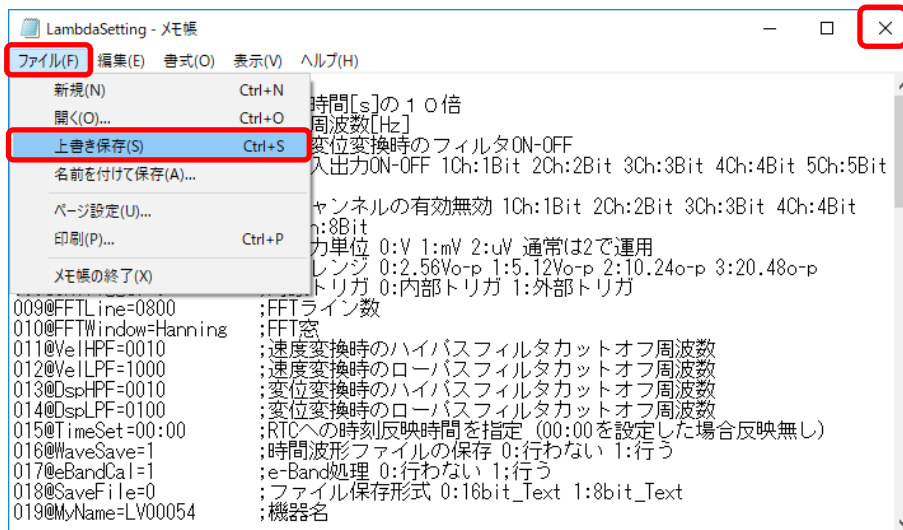 LambdaSetting - メモ帳
ファイル(F) 編集(E) 書式(O) 表示(V) ヘルプ(H)
新規(N) Ctrl+N
開く(O)... Ctrl+O
上書き保存(S) Ctrl+S
名前を付けて保存(A)...
ページ設定(U)...
印刷(P)... Ctrl+P
メモ帳の終了(X)
時間[s]の１０倍
周波数[Hz]
変位変換時のフィルタON-OFF
入出力ON-OFF 1Ch:1Bit 2Ch:2Bit 3Ch:3Bit 4Ch:4Bit 5Ch:5Bit
ャンネルの有効無効 1Ch:1Bit 2Ch:2Bit 3Ch:3Bit 4Ch:4Bit
h:8Bit
力単位 0:V 1:mV 2:uV 通常は2で運用
レンジ 0:2.56Vo-p 1:5.12Vo-p 2:10.24o-p 3:20.48o-p
トリガ 0:内部トリガ 1:外部トリガ
009@FFTLine=0800 ;FFTライン数
010@FFTWindow=Hanning ;FFT窓
011@VelHPF=0010 ;速度変換時のハイパスフィルタカットオフ周波数
012@VelLPF=1000 ;速度変換時のローパスフィルタカットオフ周波数
013@DspHPF=0010 ;変位変換時のハイパスフィルタカットオフ周波数
014@DspLPF=0100 ;変位変換時のローパスフィルタカットオフ周波数
015@TimeSet=00:00 ;RTCへの時刻反映時間を指定（00:00を設定した場合反映無し）
016@WaveSave=1 ;時間波形ファイルの保存 0:行わない 1:行う
017@eBandCal=1 ;e-Band処理 0:行わない 1;行う
018@SaveFile=0 ;ファイル保存形式 0:16bit_Text 1:8bit_Text
019@MyName=LV00054 ;機器名